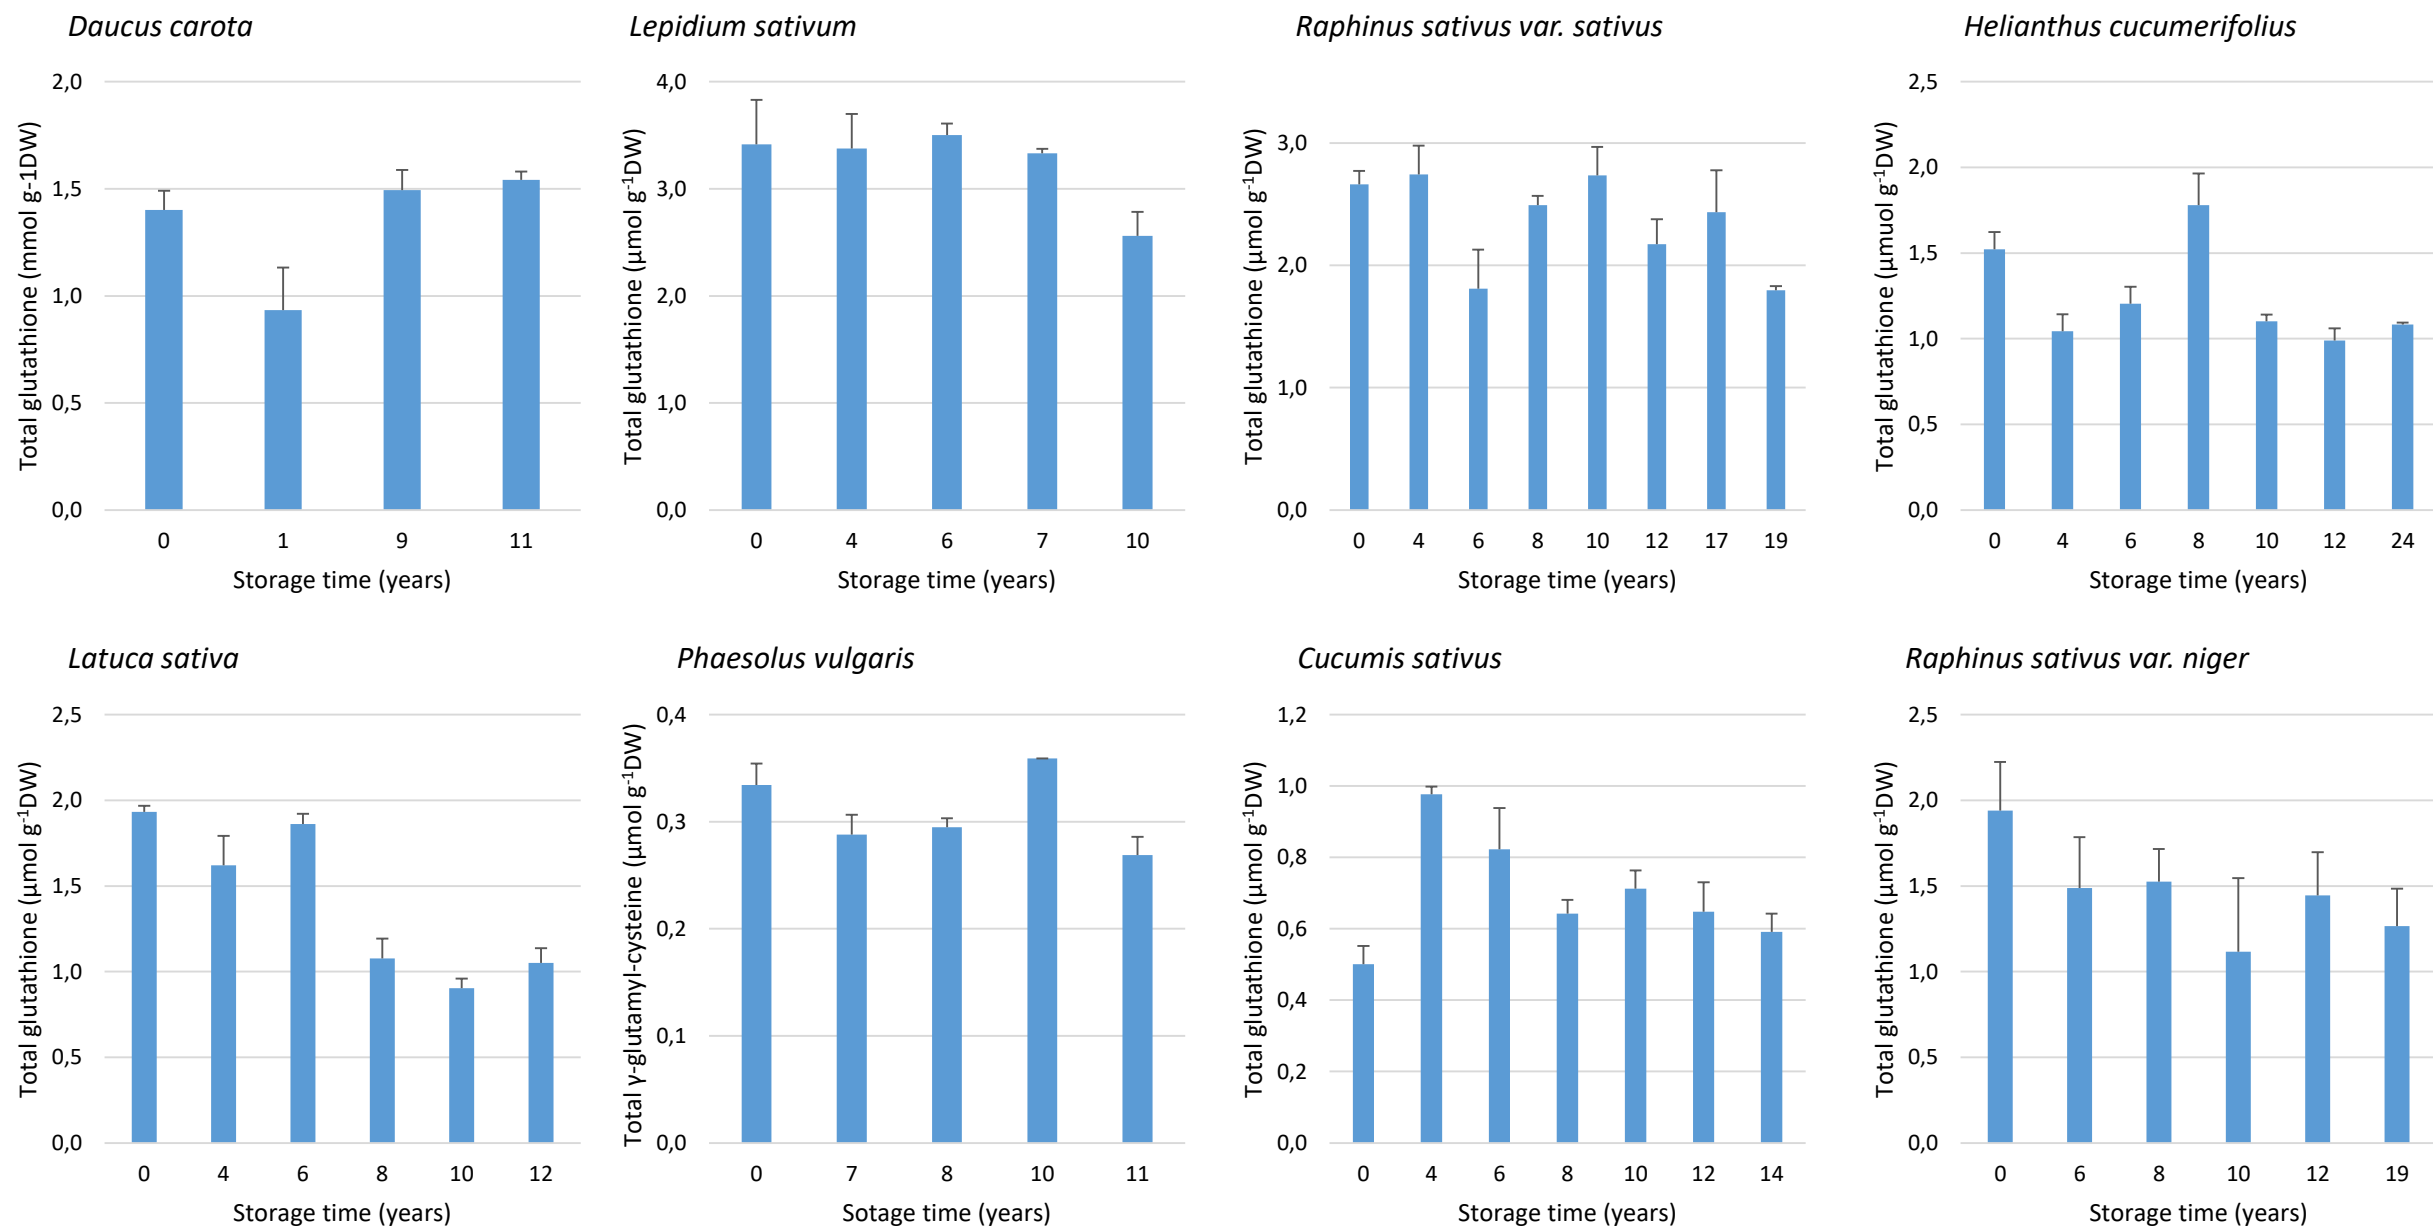 Daucus carota
Total glutathione (mmol g-1DW)
2,0
1,5
1,0
0,5
0,0
0 1 9 11
Storage time (years)
Lepidium sativum
Total glutathione (µmol g-1DW)
4,0
3,0
2,0
1,0
0,0
0 4 6 7 10
Storage time (years)
Raphinus sativus var. sativus
Total glutathione (µmol g-1DW)
3,0
2,0
1,0
0,0
0 4 6 8 10 12 17 19
Storage time (years)
Helianthus cucumerifolius
Total glutathione (µmmuol g-1DW)
2,5
2,0
1,5
1,0
0,5
0,0
0 4 6 8 10 12 24
Storage time (years)
Latuca sativa
Total glutathione (µmol g-1DW)
2,5
2,0
1,5
1,0
0,5
0,0
0 4 6 8 10 12
Storage time (years)
Phaesolus vulgaris
Total γ-glutamyl-cysteine (µmol g-1DW)
0,4
0,3
0,2
0,1
0,0
0 7 8 10 11
Sotage time (years)
Cucumis sativus
Total glutathione (µmol g-1DW)
1,2
1,0
0,8
0,6
0,4
0,2
0,0
0 4 6 8 10 12 14
Storage time (years)
Raphinus sativus var. niger
Total glutathione (µmol g-1DW)
2,5
2,0
1,5
1,0
0,5
0,0
0 6 8 10 12 19
Storage time (years)